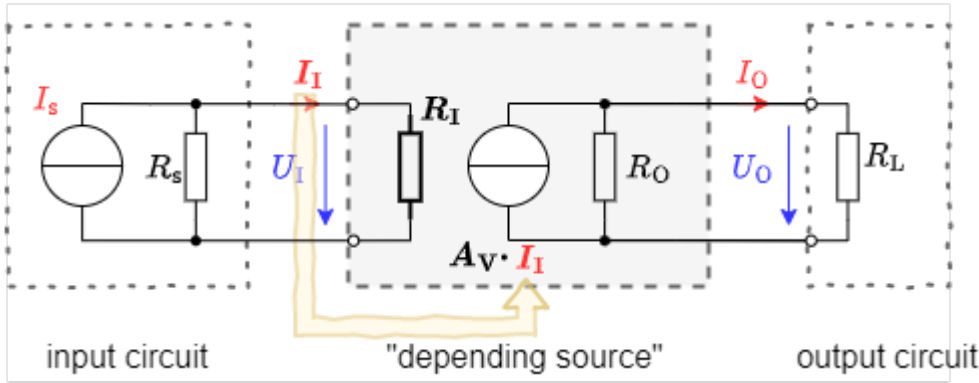 I_s
R_s
I_I
U_I
R_I
A_V · I_I
R_O
I_O
U_O
R_L
input circuit
"depending source"
output circuit